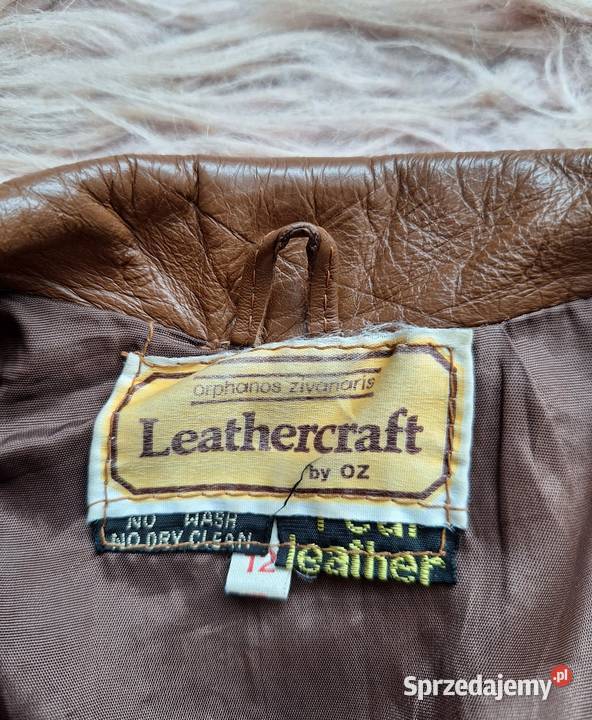 orphanos zivanaris
Leathercraft
by OZ
NO WASH
NO DRY CLEAN
12
leather
Sprzedajemy.pl